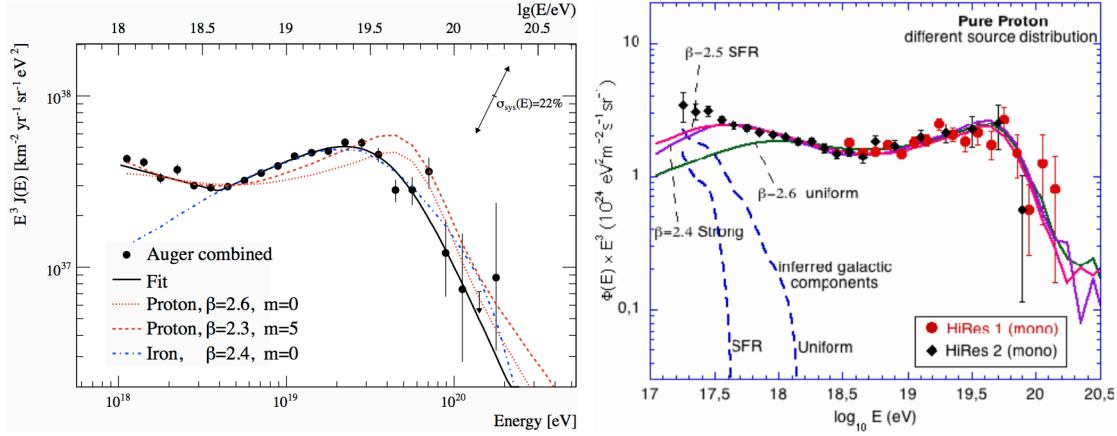 lg(E/eV)
18 18.5 19 19.5 20 20.5
10^38
σsys(E)=22%
E^3 J(E) [km^-2 yr^-1 sr^-1 eV^2]
10^37
Auger combined
Fit
Proton, β=2.6, m=0
Proton, β=2.3, m=5
Iron, β=2.4, m=0
10^18 10^19 10^20
Energy [eV]
Pure Proton
different source distribution
10
β=2.5 SFR
Φ(E) × E^3 (10^24 eV^2m^-2s^-1sr^-1)
1
β=2.6 uniform
β=2.4 Strong
inferred galactic
components
0,1
SFR
Uniform
HiRes 1 (mono)
HiRes 2 (mono)
17 17,5 18 18,5 19 19,5 20 20,5
log10 E (eV)